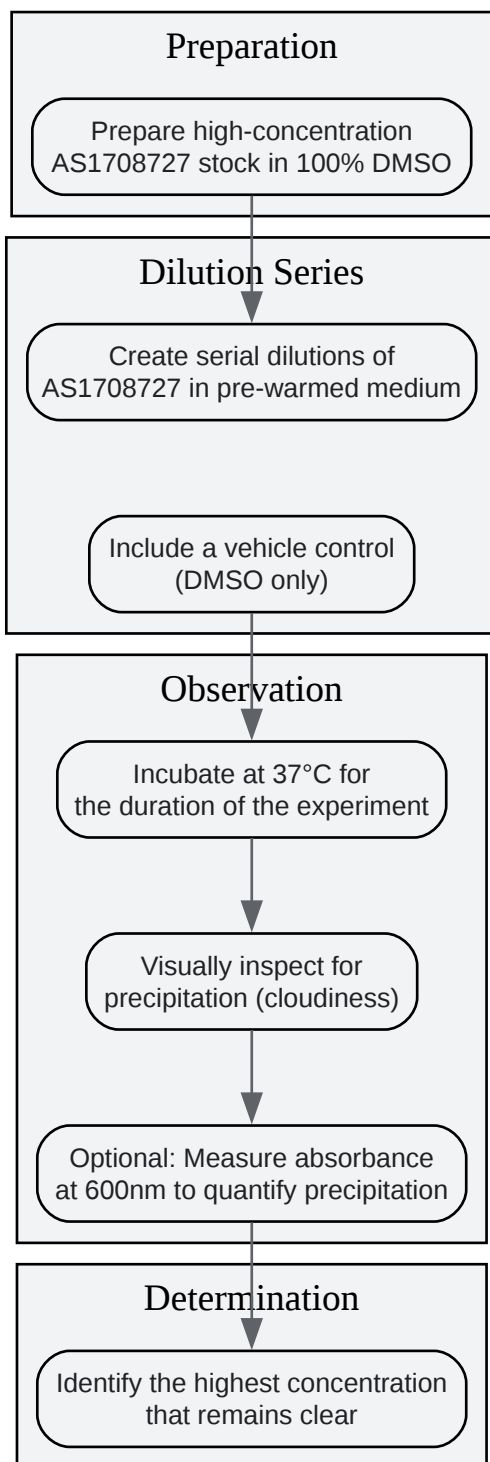 Preparation
Prepare high-concentration
AS1708727 stock in 100% DMSO
Dilution Series
Create serial dilutions of
AS1708727 in pre-warmed medium
Include a vehicle control
(DMSO only)
Observation
Incubate at 37°C for
the duration of the experiment
Visually inspect for
precipitation (cloudiness)
Optional: Measure absorbance
at 600nm to quantify precipitation
Determination
Identify the highest concentration
that remains clear